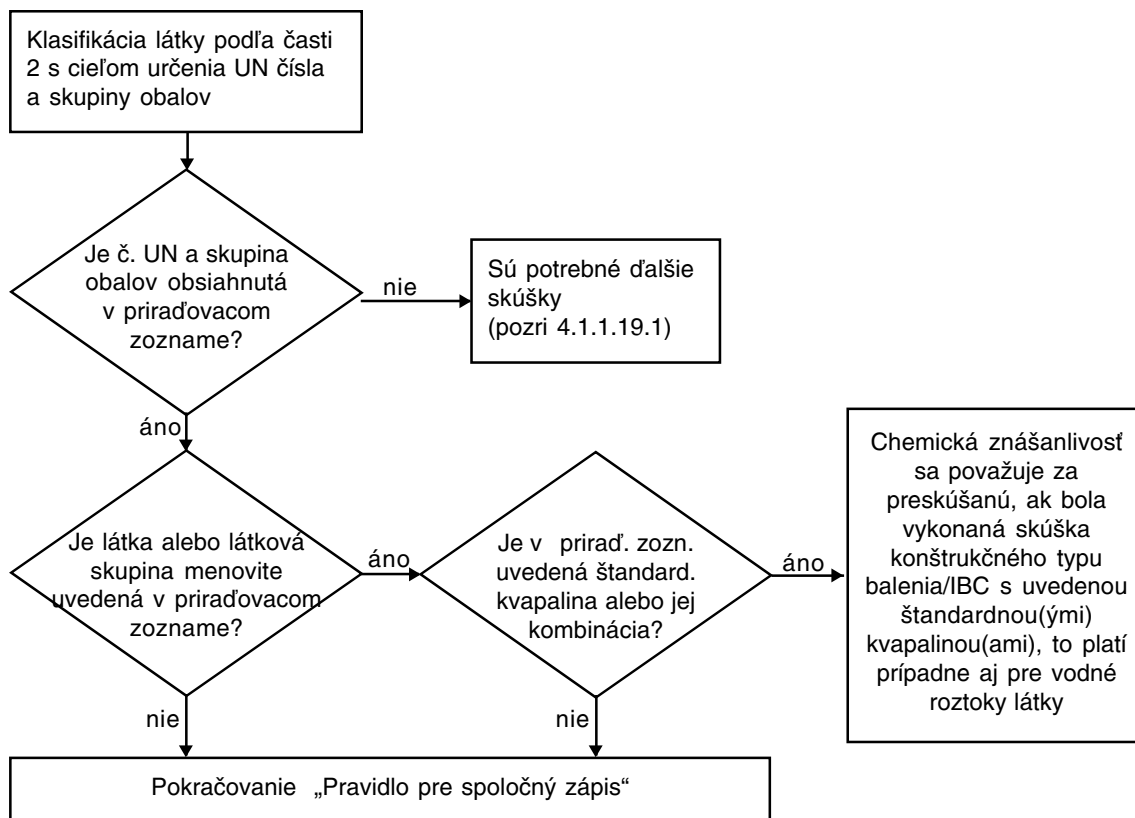 Klasifikácia látky podľa časti
2 s cieľom určenia UN čísla
a skupiny obalov
Je č. UN a skupina
obalov obsiahnutá
v priraďovacom
zozname?
nie
Sú potrebné ďalšie
skúšky
(pozri 4.1.1.19.1)
áno
Je látka alebo látková
skupina menovite
uvedená v priraďovacom
zozname?
áno
Je v priraď. zozn.
uvedená štandard.
kvapalina alebo jej
kombinácia?
áno
Chemická znášanlivosť
sa považuje za
preskúšanú, ak bola
vykonaná skúška
konštrukčného typu
balenia/IBC s uvedenou
štandardnou(ými)
kvapalinou(ami), to platí
prípadne aj pre vodné
roztoky látky
nie
nie
Pokračovanie „Pravidlo pre spoločný zápis“